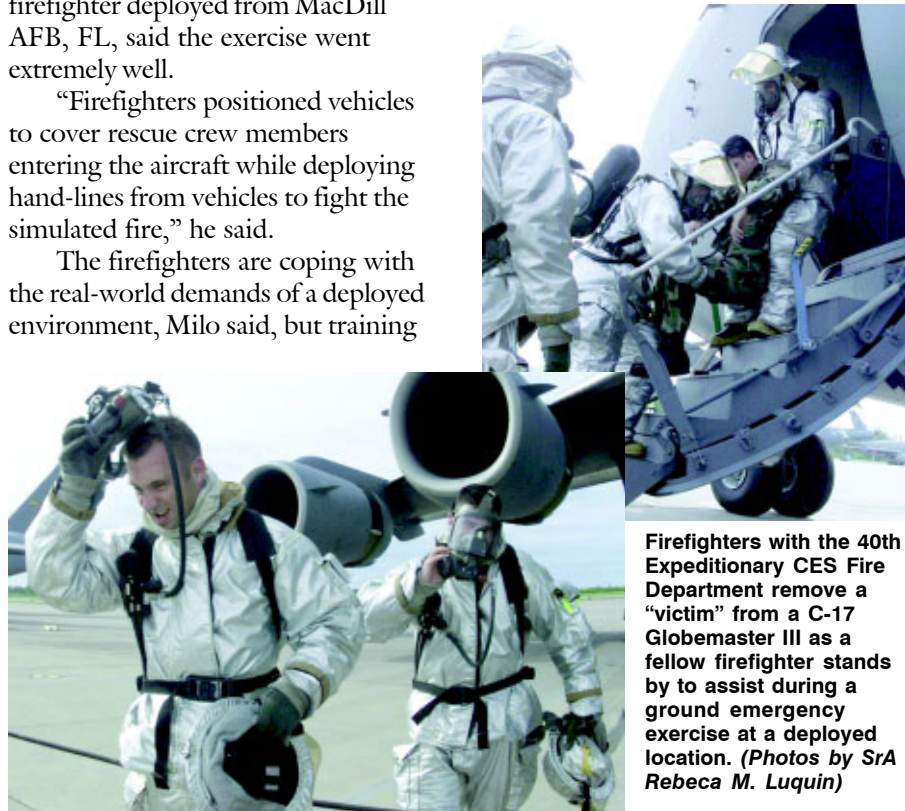 firefighter deployed from MacDill
AFB, FL, said the exercise went
extremely well.
“Firefighters positioned vehicles
to cover rescue crew members
entering the aircraft while deploying
hand-lines from vehicles to fight the
simulated fire,” he said.
The firefighters are coping with
the real-world demands of a deployed
environment, Milo said, but training
Firefighters with the 40th
Expeditionary CES Fire
Department remove a
“victim” from a C-17
Globemaster III as a
fellow firefighter stands
by to assist during a
ground emergency
exercise at a deployed
location. (Photos by SrA
Rebeca M. Luquin)